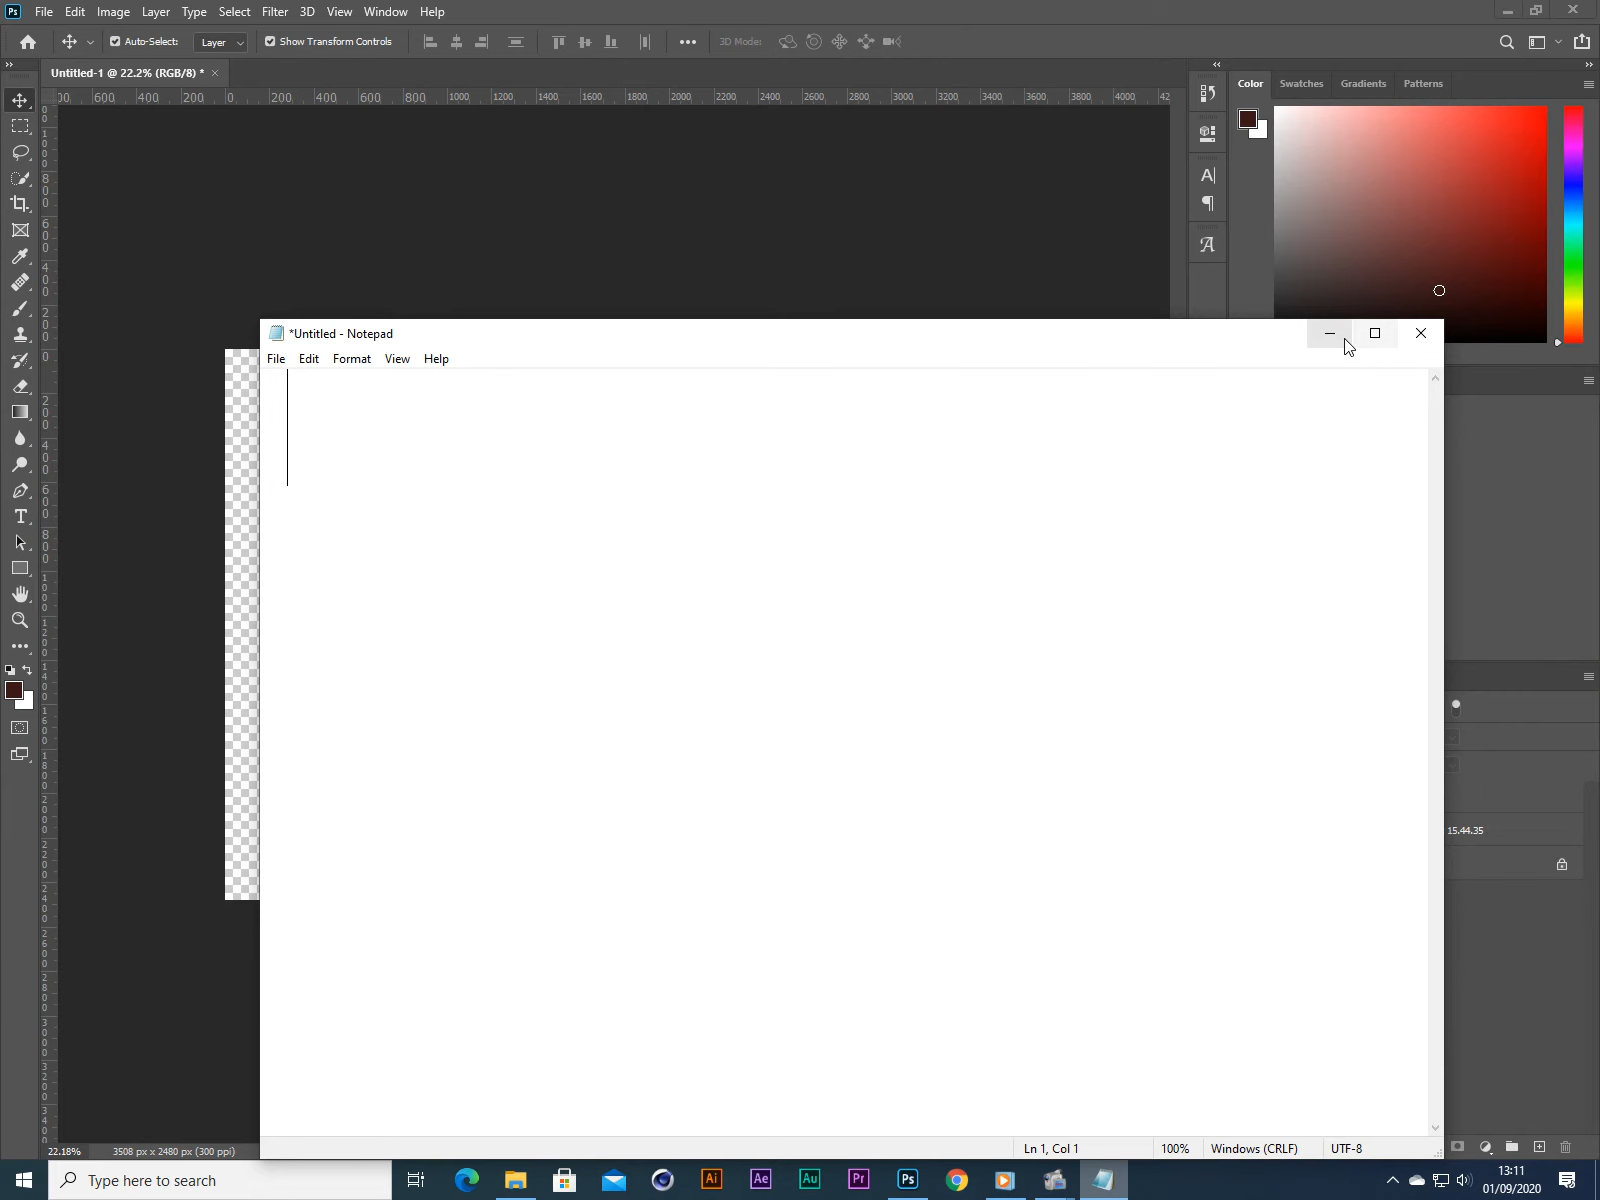 Ps File Edit Image Layer Type Select Filter 3D View Window Help
Auto-Select: Layer Show Transform Controls 3D Mode:
Untitled-1 @ 22.2% (RGB/8) *
600 400 200 0 200 400 600 800 1000 1200 1400 1600 1800 2000 2200 2400 2600 2800 3000 3200 3400 3600 3800 4000 42
Color Swatches Gradients Patterns
*Untitled - Notepad
File Edit Format View Help
15.44.35
22.18% 3508 px x 2480 px (300 ppi)
Ln 1, Col 1 100% Windows (CRLF) UTF-8
Type here to search
Ai Ae Au Pr Ps
13:11
01/09/2020